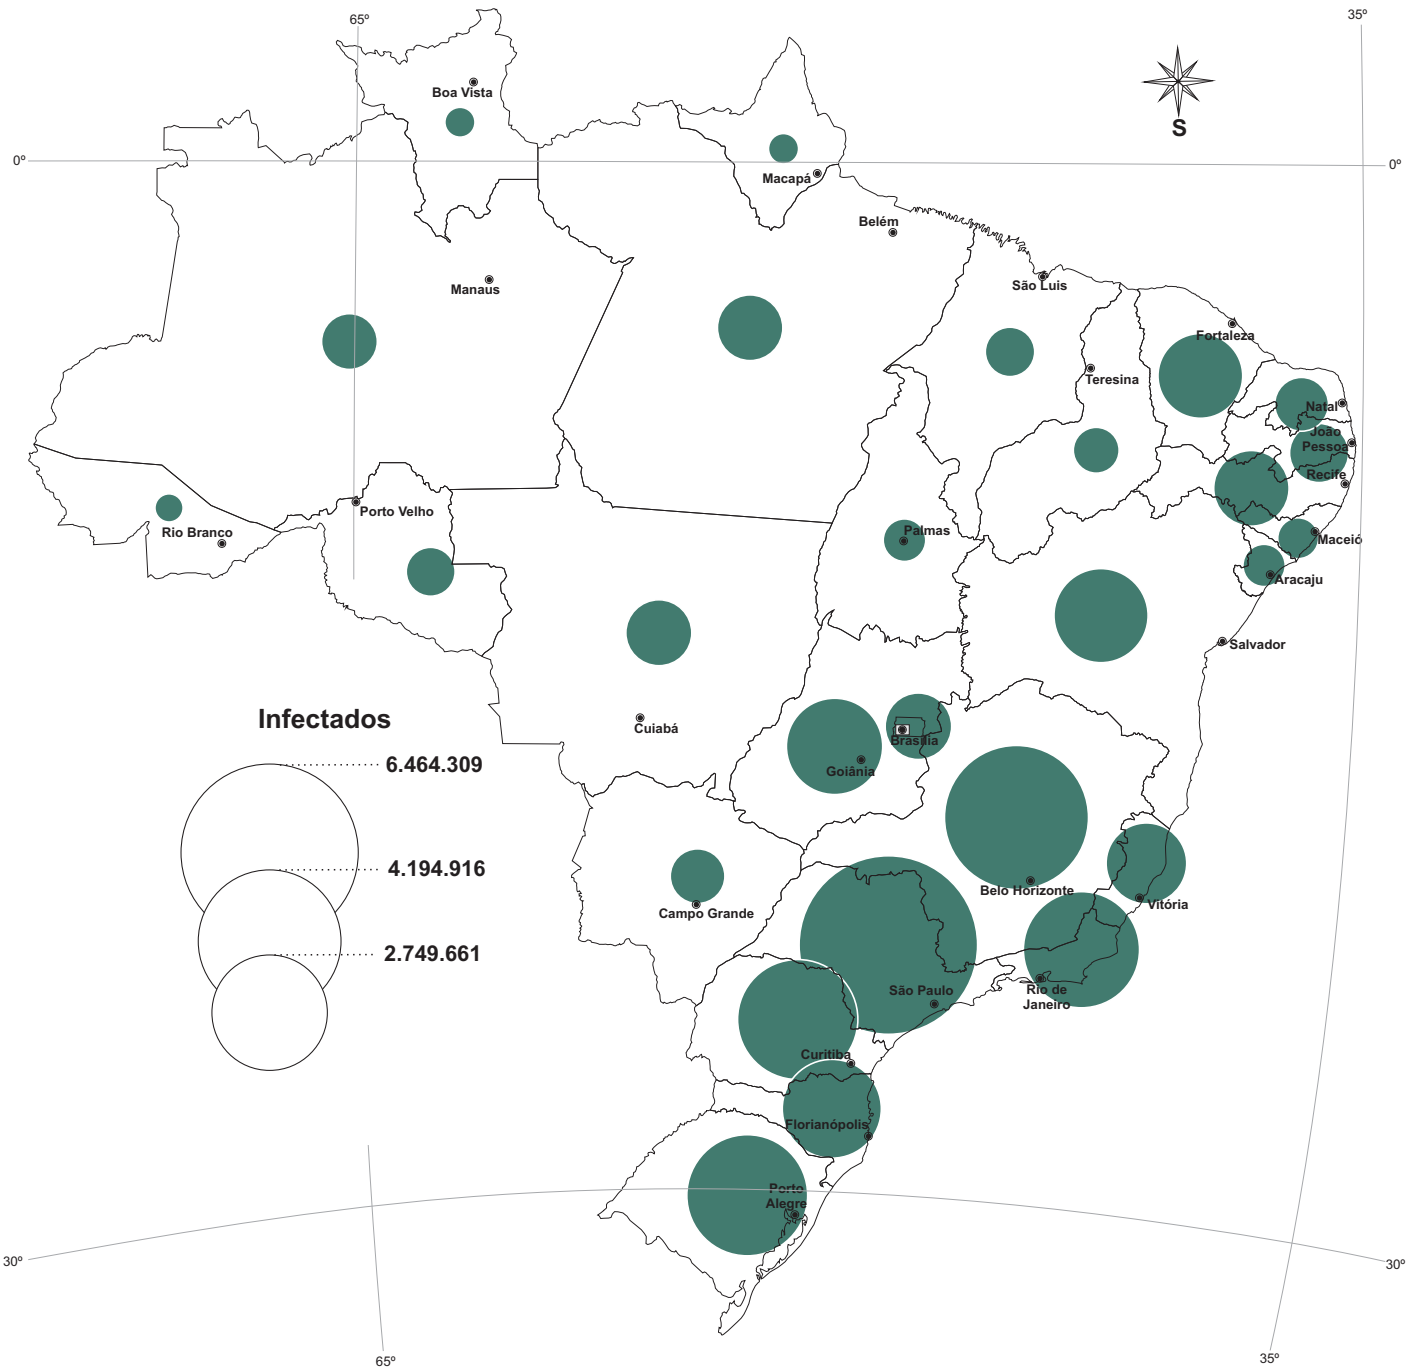 65º
35º
Boa Vista
S
0º
0º
Macapá
Belém
Manaus
São Luis
Fortaleza
Teresina
Natal
João
Pessoa
Recife
Porto Velho
Rio Branco
Palmas
Maceió
Aracaju
Salvador
Infectados
Cuiabá
Brasília
Goiânia
6.464.309
4.194.916
Belo Horizonte
Vitória
Campo Grande
2.749.661
São Paulo
Rio de
Janeiro
Curitiba
Florianópolis
Porto
Alegre
30º
30º
65º
35º